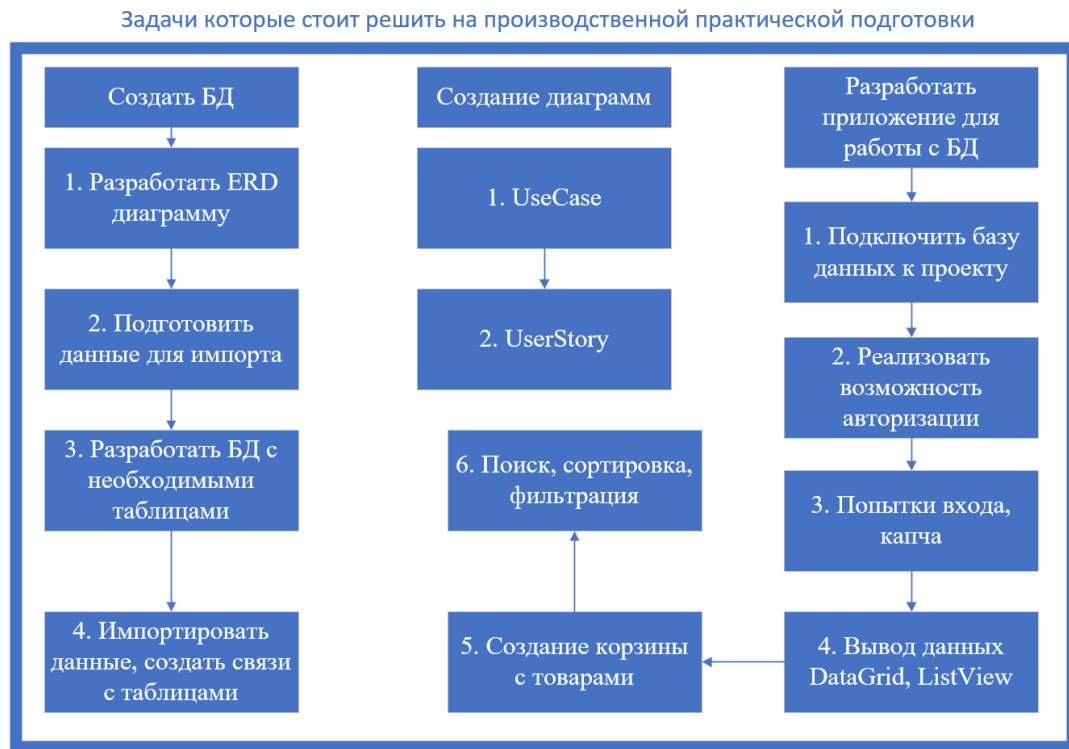 Задачи которые стоит решить на производственной практической подготовки
Создать БД
1. Разработать ERD
диаграмму
2. Подготовить
данные для импорта
3. Разработать БД с
необходимыми
таблицами
4. Импортировать
данные, создать связи
с таблицами
Создание диаграмм
1. UseCase
2. UserStory
Разработать
приложение для
работы с БД
1. Подключить базу
данных к проекту
2. Реализовать
возможность
авторизации
3. Попытки входа,
капча
4. Вывод данных
DataGrid, ListView
5. Создание корзины
с товарами
6. Поиск, сортировка,
фильтрация